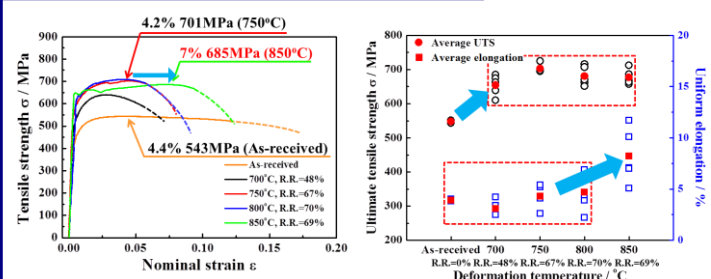 4.2% 701MPa (750°C)
7% 685MPa (850°C)
4.4% 543MPa (As-received)
As-received
700°C, R.R.=48%
750°C, R.R.=67%
800°C, R.R.=70%
850°C, R.R.=69%
Tensile strength σ / MPa
900
800
700
600
500
400
300
200
100
0
0.00 0.05 0.10 0.15 0.20
Nominal strain ε
Average UTS
Average elongation
Ultimate tensile strength σ / MPa
800
700
600
500
400
300
200
20
15
10
5
0
Uniform elongation / %
As-received 700 750 800 850
R.R.=0% R.R.=48% R.R.=67% R.R.=70% R.R.=69%
Deformation temperature / °C